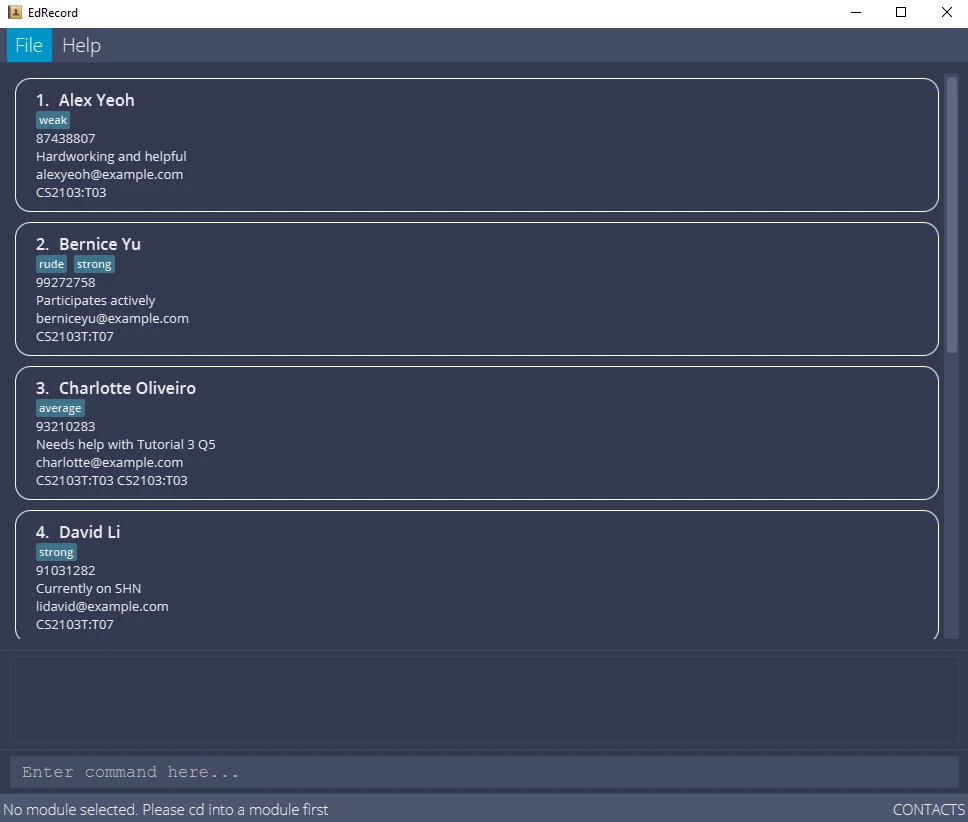 EdRecord
File Help
1. Alex Yeoh
weak
87438807
Hardworking and helpful
alexyeoh@example.com
CS2103:T03
2. Bernice Yu
rude strong
99272758
Participates actively
berniceyu@example.com
CS2103T:T07
3. Charlotte Oliveiro
average
93210283
Needs help with Tutorial 3 Q5
charlotte@example.com
CS2103T:T03 CS2103:T03
4. David Li
strong
91031282
Currently on SHN
lidavid@example.com
CS2103T:T07
Enter command here...
No module selected. Please cd into a module first CONTACTS